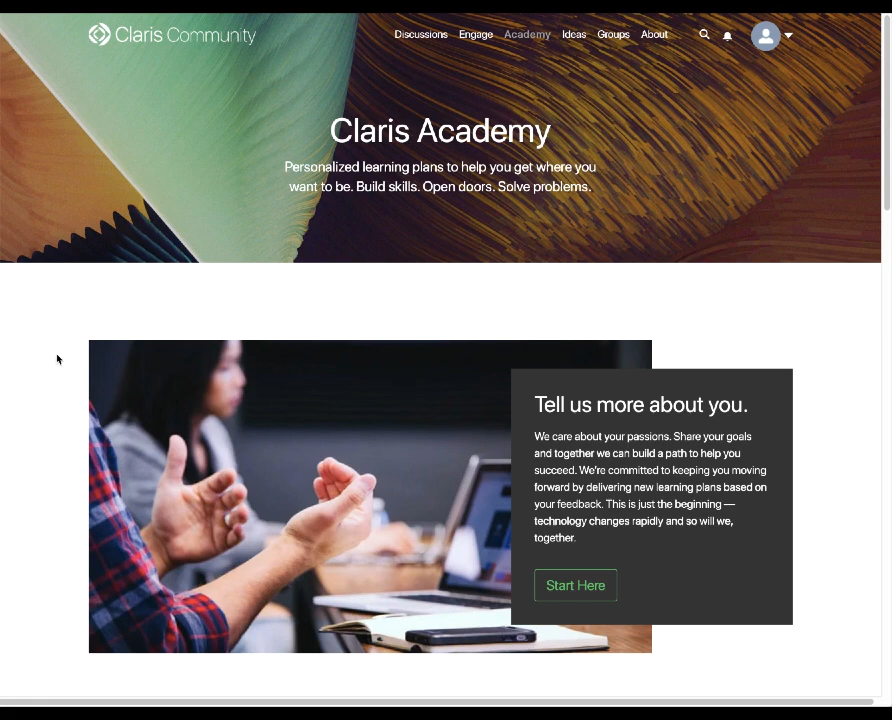 Claris Community
Discussions Engage Academy Ideas Groups About
Claris Academy
Personalized learning plans to help you get where you
want to be. Build skills. Open doors. Solve problems.
Tell us more about you.
We care about your passions. Share your goals
and together we can build a path to help you
succeed. We're committed to keeping you moving
forward by delivering new learning plans based on
your feedback. This is just the beginning —
technology changes rapidly and so will we,
together.
Start Here